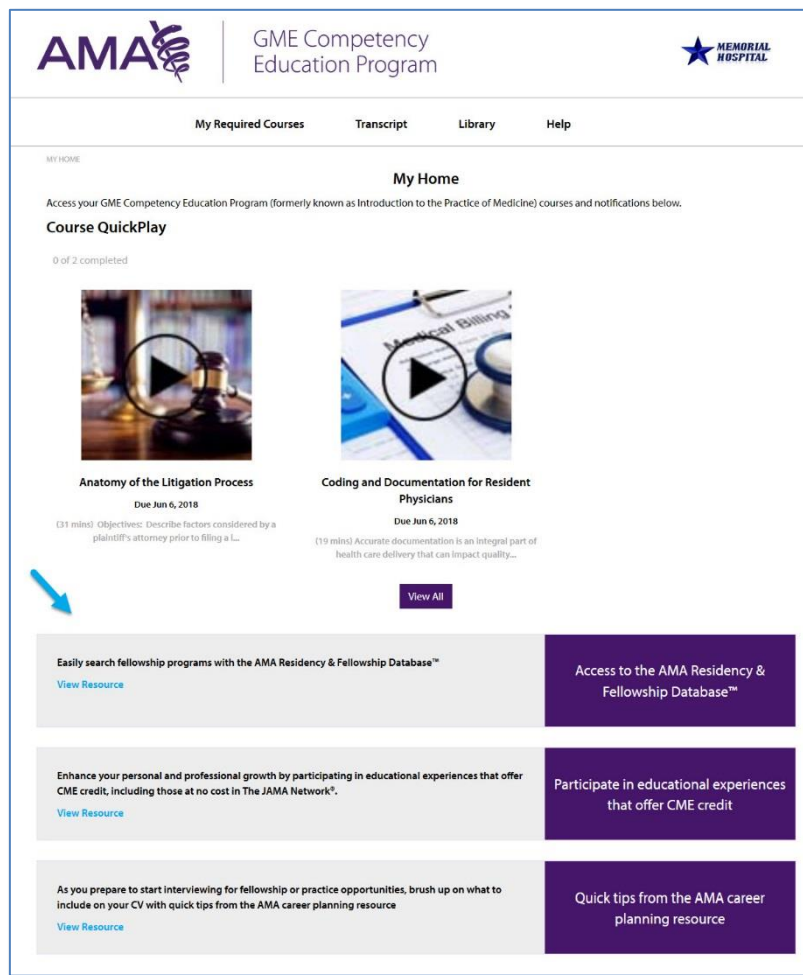 AMA
GME Competency
Education Program
MEMORIAL
HOSPITAL
My Required Courses Transcript Library Help
MY HOME
My Home
Access your GME Competency Education Program (formerly known as Introduction to the Practice of Medicine) courses and notifications below.
Course QuickPlay
0 of 2 completed
Medical Billing
Anatomy of the Litigation Process
Due Jun 6, 2018
(31 mins) Objectives: Describe factors considered by a
plaintiff's attorney prior to filing a l...
Coding and Documentation for Resident
Physicians
Due Jun 6, 2018
(19 mins) Accurate documentation is an integral part of
health care delivery that can impact quality...
View All
Easily search fellowship programs with the AMA Residency & Fellowship Database™
View Resource
Access to the AMA Residency &
Fellowship Database™
Enhance your personal and professional growth by participating in educational experiences that offer
CME credit, including those at no cost in The JAMA Network®.
View Resource
Participate in educational experiences
that offer CME credit
As you prepare to start interviewing for fellowship or practice opportunities, brush up on what to
include on your CV with quick tips from the AMA career planning resource
View Resource
Quick tips from the AMA career
planning resource